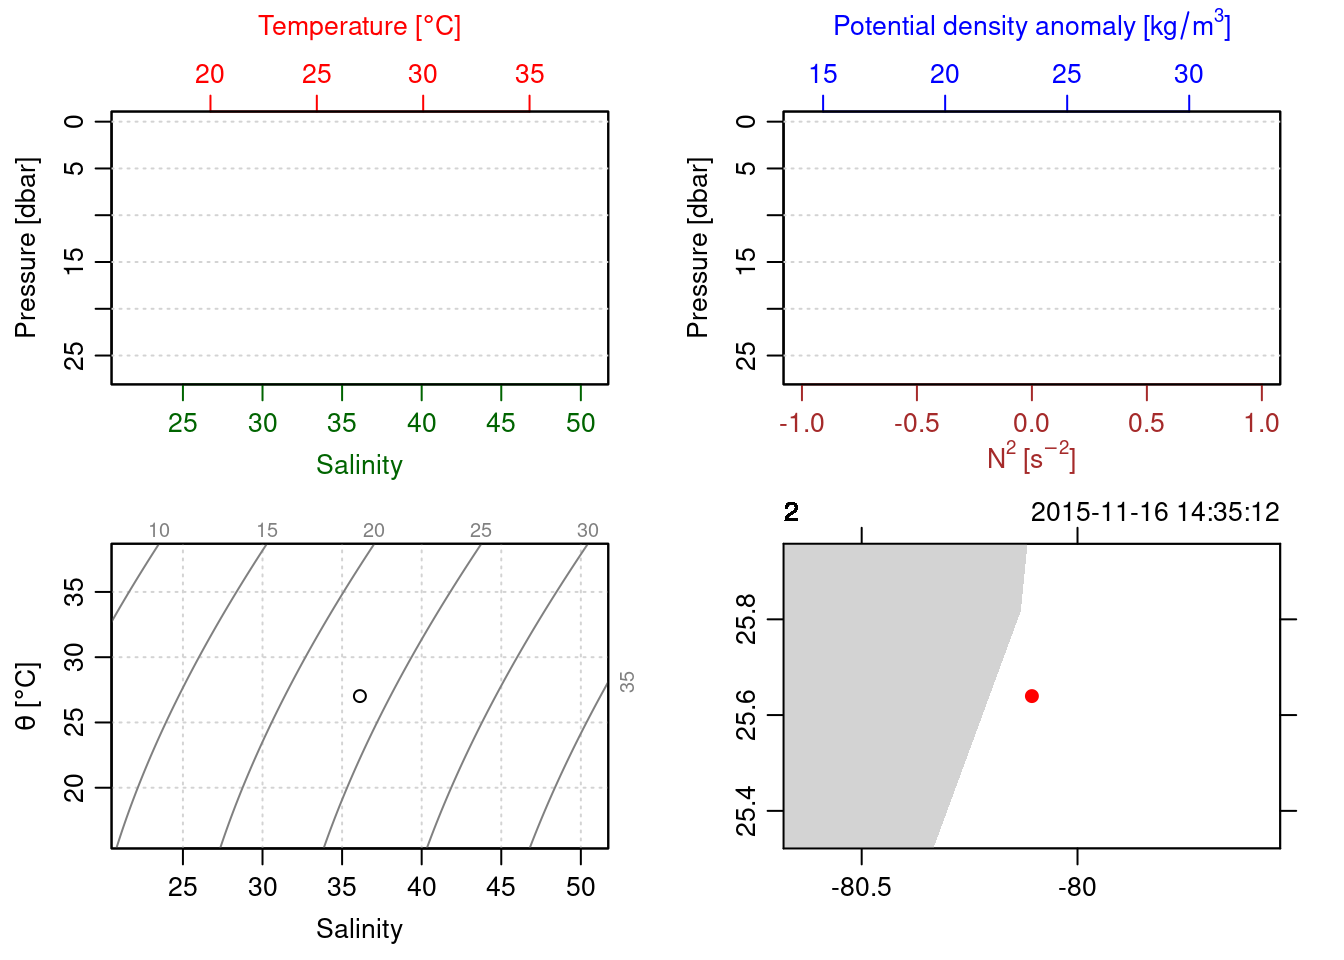 Temperature [°C]
20 25 30 35
0
5
15
25
Pressure [dbar]
25 30 35 40 45 50
Salinity
Potential density anomaly [kg/m³]
15 20 25 30
0
5
15
25
Pressure [dbar]
-1.0 -0.5 0.0 0.5 1.0
N² [s⁻²]
10 15 20 25 30
35
35
30
25
20
θ [°C]
25 30 35 40 45 50
Salinity
2 2015-11-16 14:35:12
25.8
25.6
25.4
-80.5 -80